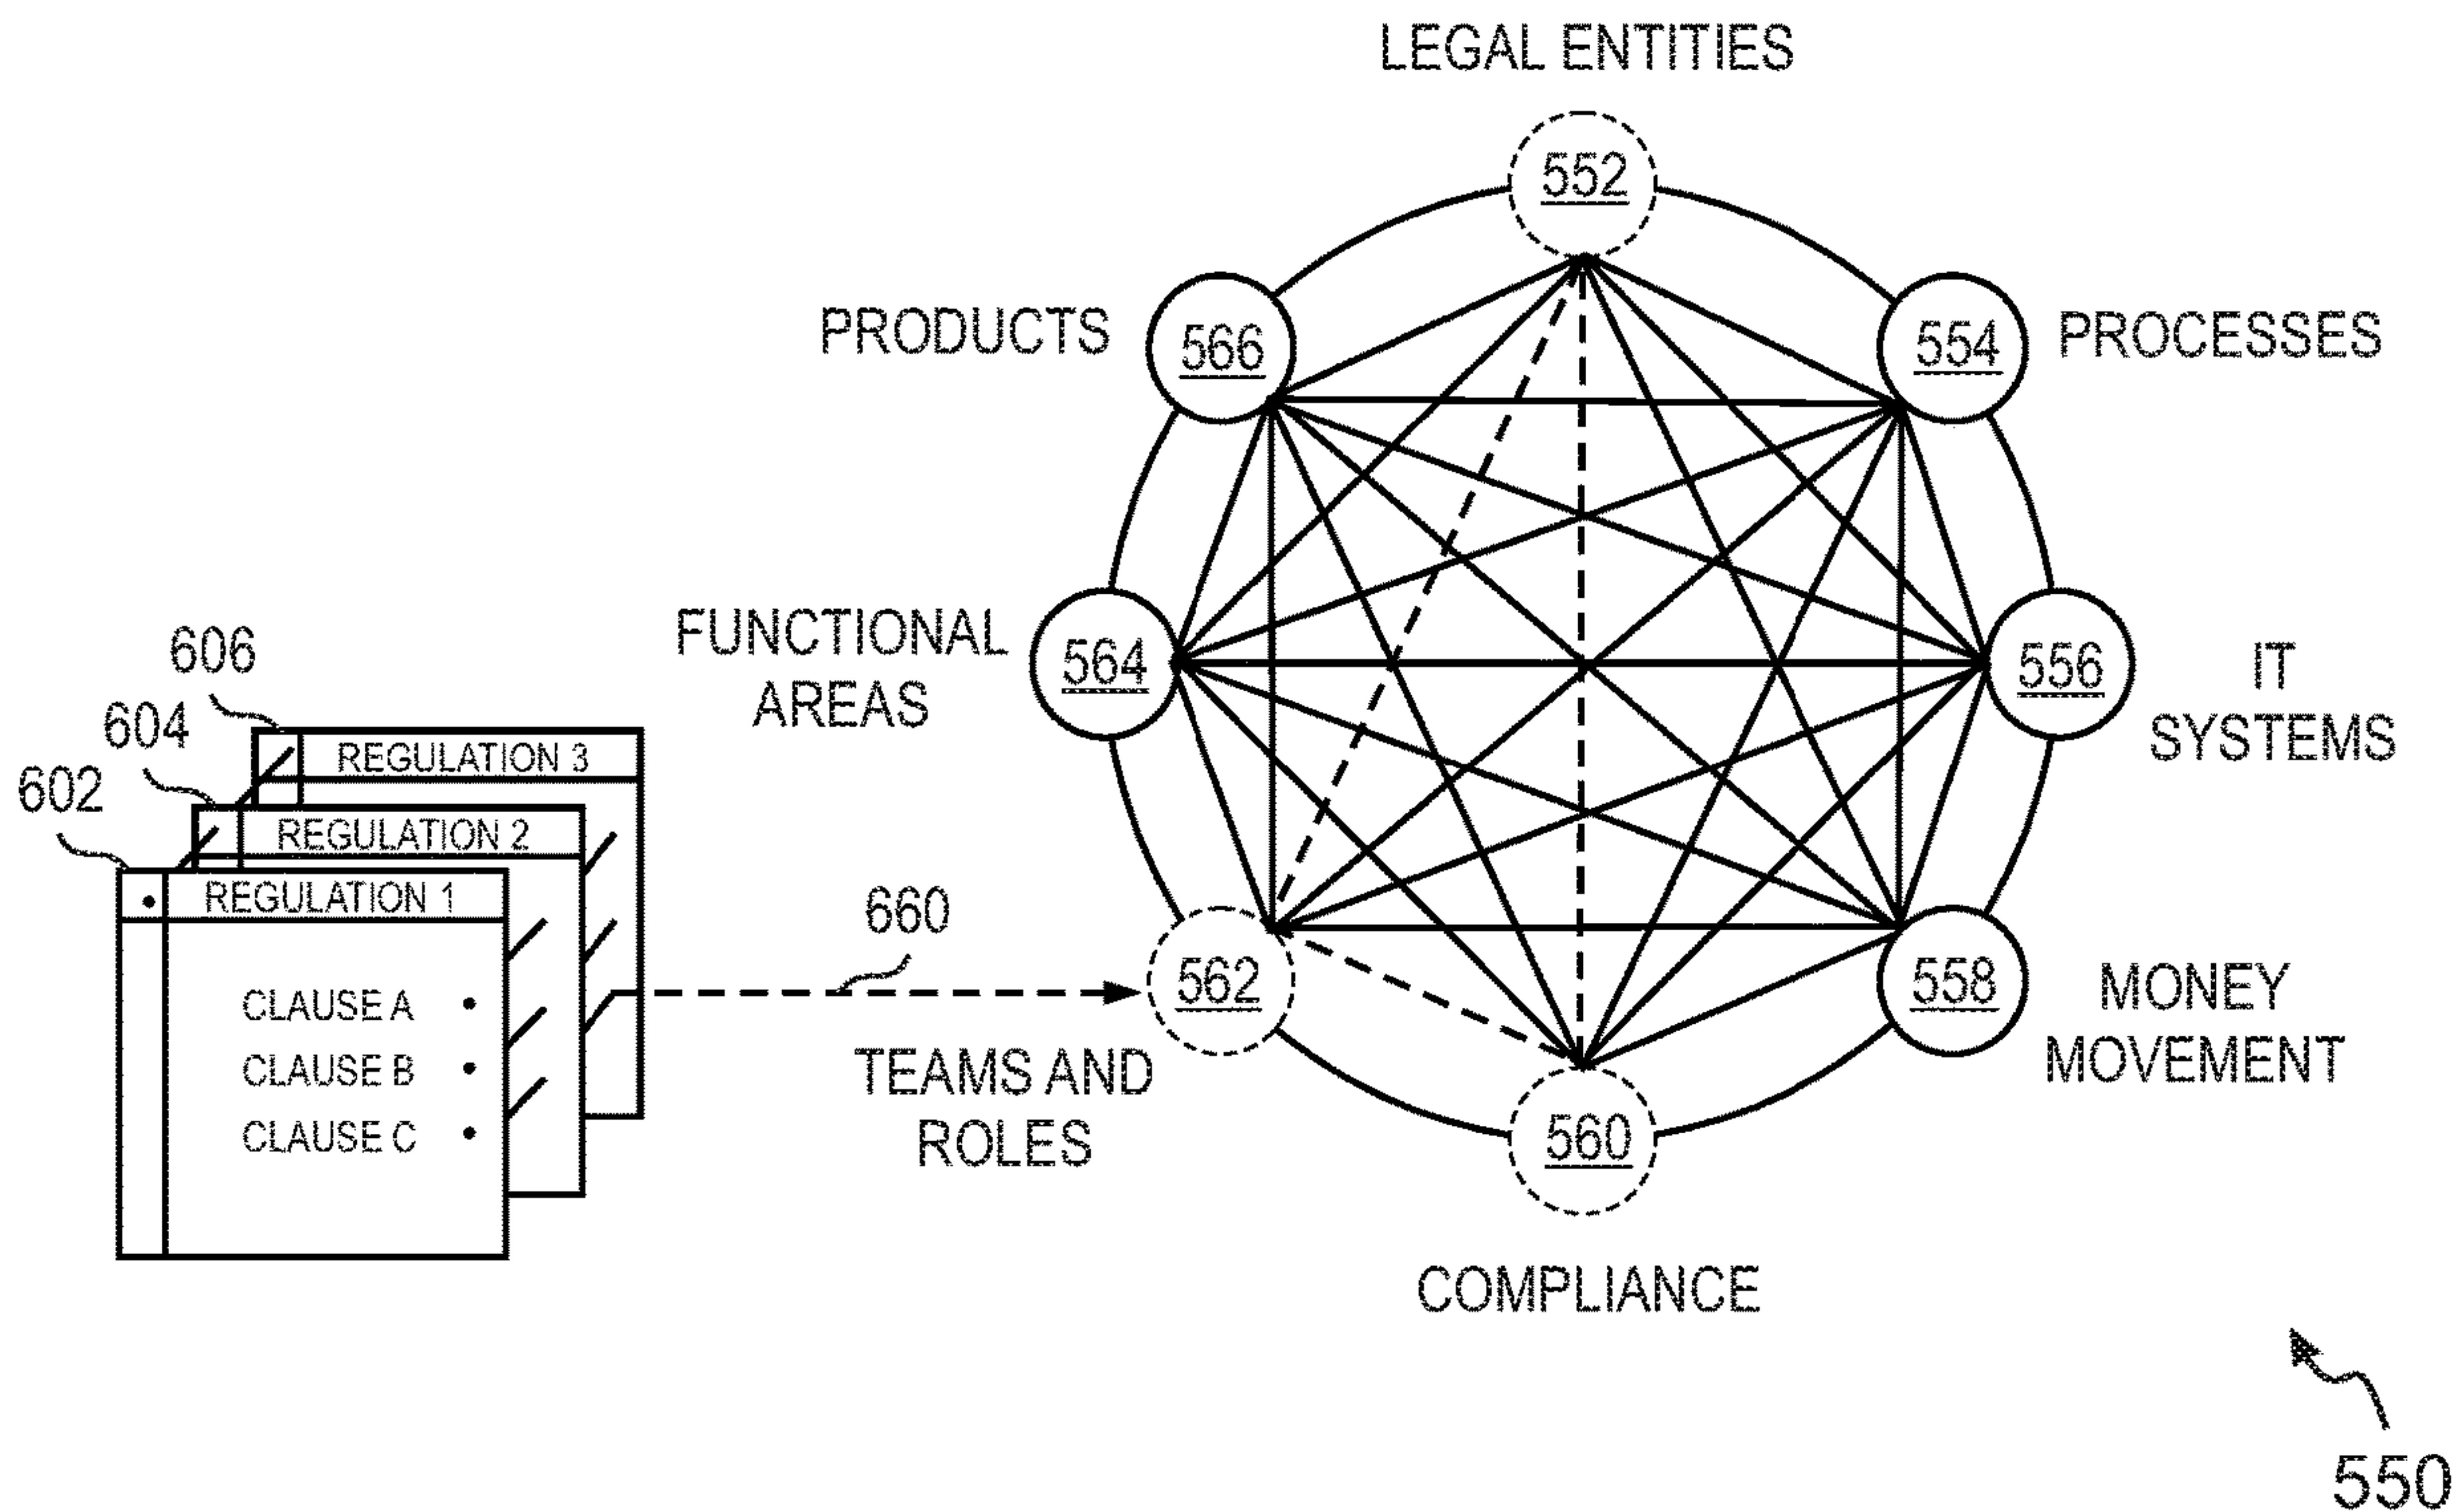 LEGAL ENTITIES
552
PRODUCTS
566
554
PROCESSES
FUNCTIONAL
AREAS
564
556
IT
SYSTEMS
606
604
602
REGULATION 3
REGULATION 2
REGULATION 1
CLAUSE A
CLAUSE B
CLAUSE C
660
562
TEAMS AND
ROLES
558
MONEY
MOVEMENT
560
COMPLIANCE
550